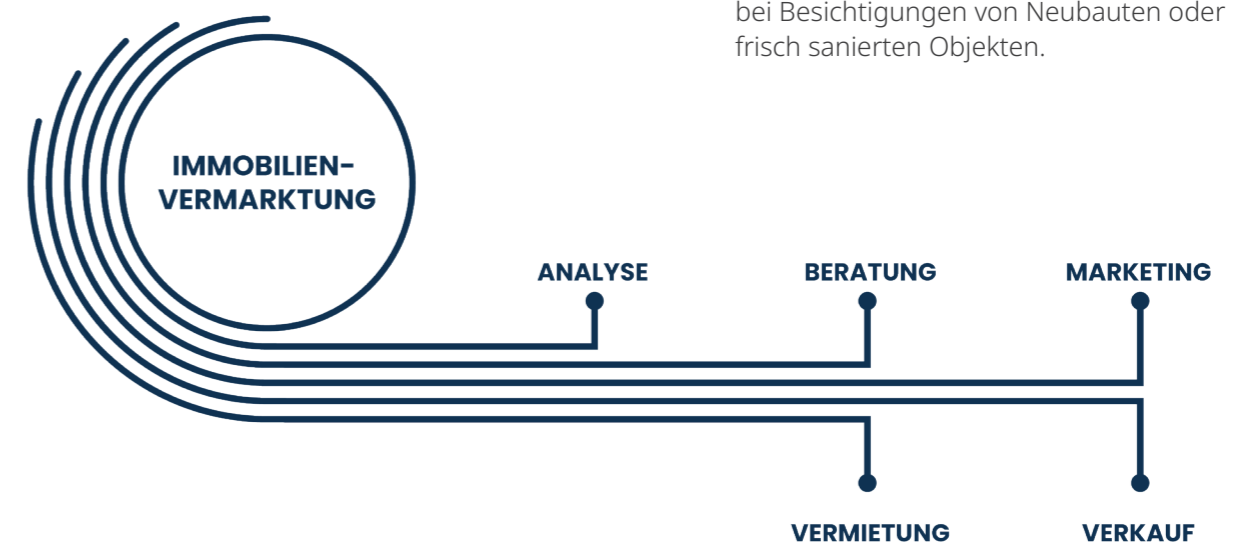 bei Besichtigungen von Neubauten oder
frisch sanierten Objekten.
IMMOBILIEN-
VERMARKTUNG
ANALYSE
BERATUNG
MARKETING
VERMIETUNG
VERKAUF